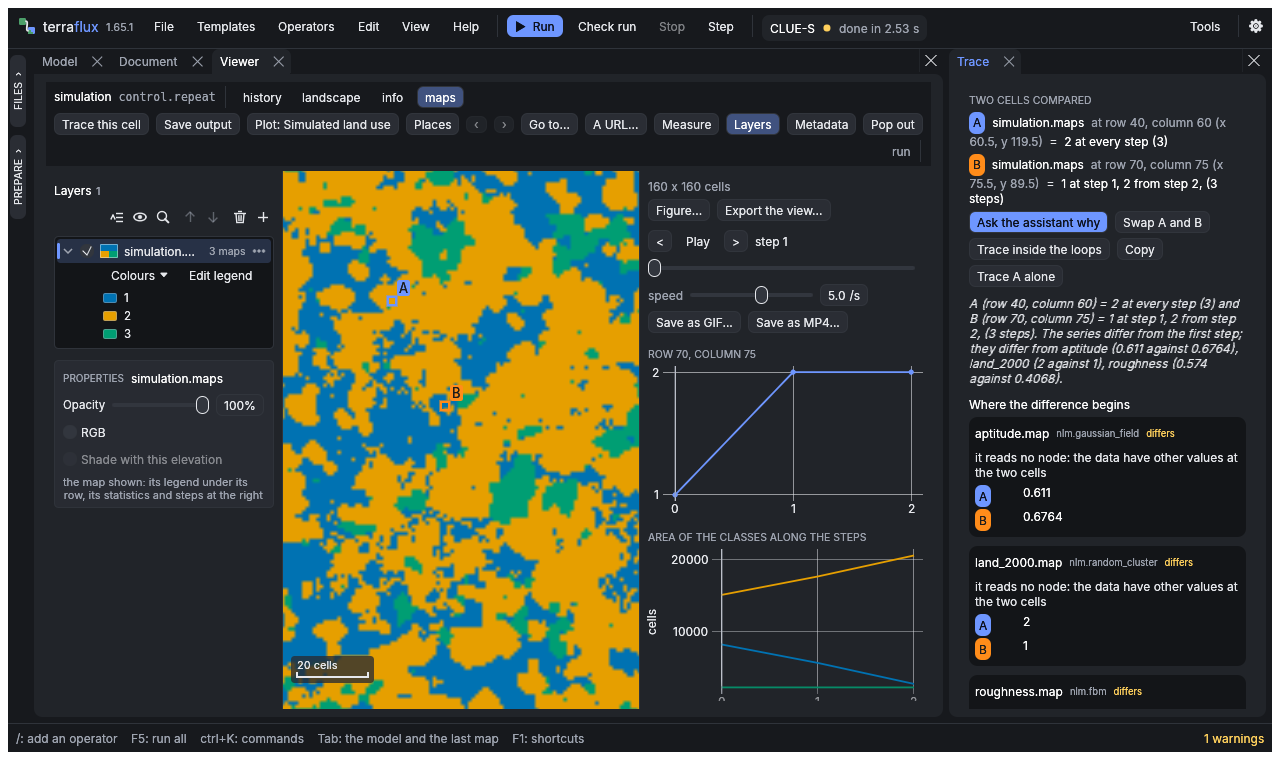 terraflux 1.65.1 File Templates Operators Edit View Help Run Check run Stop Step CLUE-S done in 2.53 s Tools
Model Document Viewer Trace
FILES
PREPARE
simulation control.repeat history landscape info maps
Trace this cell Save output Plot: Simulated land use Places < > Go to... A URL... Measure Layers Metadata Pop out
run
Layers 1
simulation.... 3 maps
Colours Edit legend
1
2
3
PROPERTIES simulation.maps
Opacity 100%
RGB
Shade with this elevation
the map shown: its legend under its
row, its statistics and steps at the right
A
B
20 cells
160 x 160 cells
Figure... Export the view...
< Play > step 1
speed 5.0 /s
Save as GIF... Save as MP4...
ROW 70, COLUMN 75
2
1
0 1 2
AREA OF THE CLASSES ALONG THE STEPS
20000
10000
cells
0 1 2
TWO CELLS COMPARED
A simulation.maps at row 40, column 60 (x
60.5, y 119.5) = 2 at every step (3)
B simulation.maps at row 70, column 75 (x
75.5, y 89.5) = 1 at step 1, 2 from step 2, (3
steps)
Ask the assistant why Swap A and B
Trace inside the loops Copy
Trace A alone
A (row 40, column 60) = 2 at every step (3) and
B (row 70, column 75) = 1 at step 1, 2 from step
2, (3 steps). The series differ from the first step;
they differ from aptitude (0.611 against 0.6764),
land_2000 (2 against 1), roughness (0.574
against 0.4068).
Where the difference begins
aptitude.map nlm.gaussian_field differs
it reads no node: the data have other values at
the two cells
A 0.611
B 0.6764
land_2000.map nlm.random_cluster differs
it reads no node: the data have other values at
the two cells
A 2
B 1
roughness.map nlm.fbm differs
/: add an operator F5: run all ctrl+K: commands Tab: the model and the last map F1: shortcuts 1 warnings